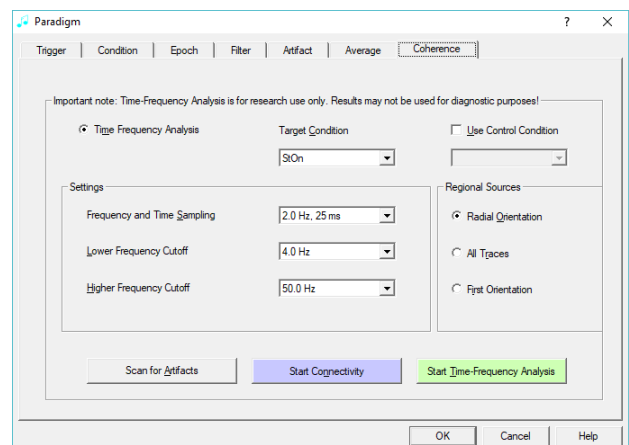 Paradigm
? X
Trigger Condition Epoch Filter Artifact Average Coherence
Important note: Time-Frequency Analysis is for research use only. Results may not be used for diagnostic purposes!
Time Frequency Analysis
Target Condition
Use Control Condition
StOn
Settings
Regional Sources
Frequency and Time Sampling
2.0 Hz, 25 ms
Radial Orientation
Lower Frequency Cutoff
4.0 Hz
All Traces
Higher Frequency Cutoff
50.0 Hz
First Orientation
Scan for Artifacts
Start Connectivity
Start Time-Frequency Analysis
OK Cancel Help